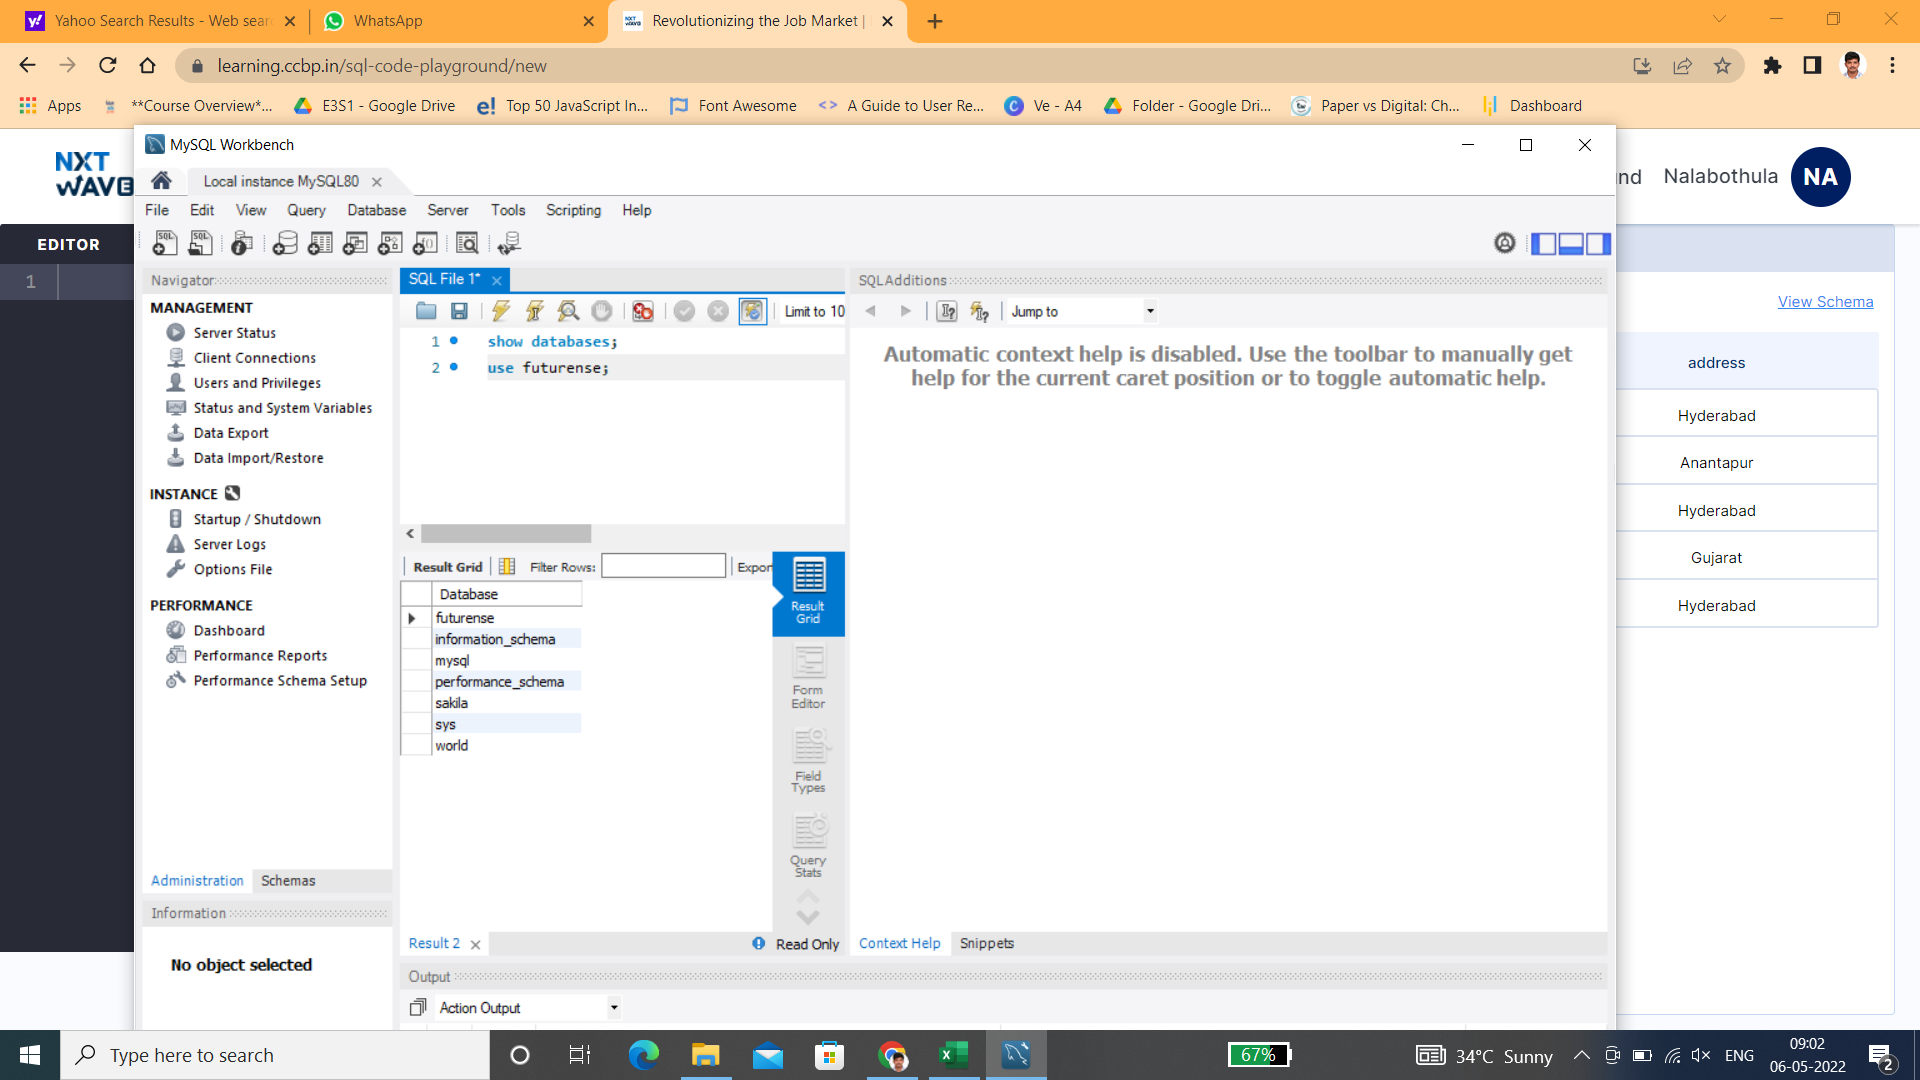 Yahoo Search Results - Web sear
WhatsApp
Revolutionizing the Job Market |
learning.ccbp.in/sql-code-playground/new
Apps
**Course Overview*...
E3S1 - Google Drive
Top 50 JavaScript In...
Font Awesome
A Guide to User Re...
Ve - A4
Folder - Google Dri...
Paper vs Digital: Ch...
Dashboard
NXT
WAVE
nd
Nalabothula
NA
EDITOR
1
View Schema
address
Hyderabad
Anantapur
Hyderabad
Gujarat
Hyderabad
MySQL Workbench
Local instance MySQL80
File Edit View Query Database Server Tools Scripting Help
Navigator
MANAGEMENT
Server Status
Client Connections
Users and Privileges
Status and System Variables
Data Export
Data Import/Restore
INSTANCE
Startup / Shutdown
Server Logs
Options File
PERFORMANCE
Dashboard
Performance Reports
Performance Schema Setup
Administration Schemas
Information
No object selected
SQL File 1*
Limit to 10
1 show databases;
2 use futurense;
Result Grid
Filter Rows:
Expor
Database
futurense
information_schema
mysql
performance_schema
sakila
sys
world
Result
Grid
Form
Editor
Field
Types
Query
Stats
Result 2
Read Only
SQLAdditions
Jump to
Automatic context help is disabled. Use the toolbar to manually get
help for the current caret position or to toggle automatic help.
Context Help Snippets
Output
Action Output
Type here to search
67%
34°C Sunny
ENG
09:02
06-05-2022
2